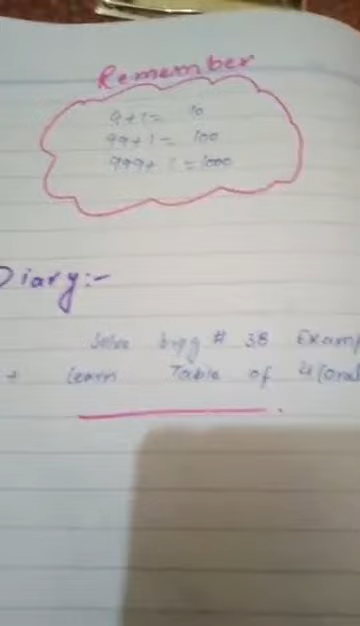 Remember
9+1= 10
99+1= 100
999+1=1000
Diary:-
Solve b.pg # 38 Examp
+ learn Table of 4(oral